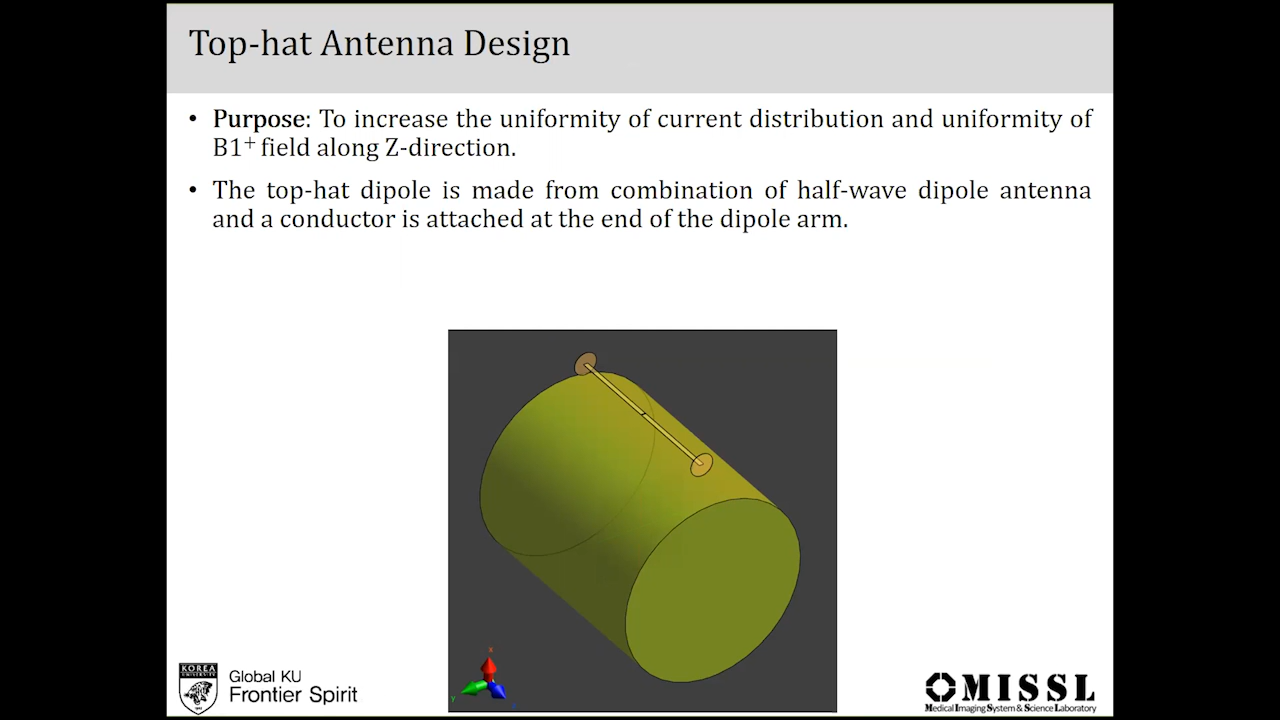 Top-hat Antenna Design
• Purpose: To increase the uniformity of current distribution and uniformity of
B1+ field along Z-direction.
• The top-hat dipole is made from combination of half-wave dipole antenna
and a conductor is attached at the end of the dipole arm.
x
y
KOREA
UNIVERSITY
Global KU
Frontier Spirit
MISSL
Medical Imaging System & Science Laboratory